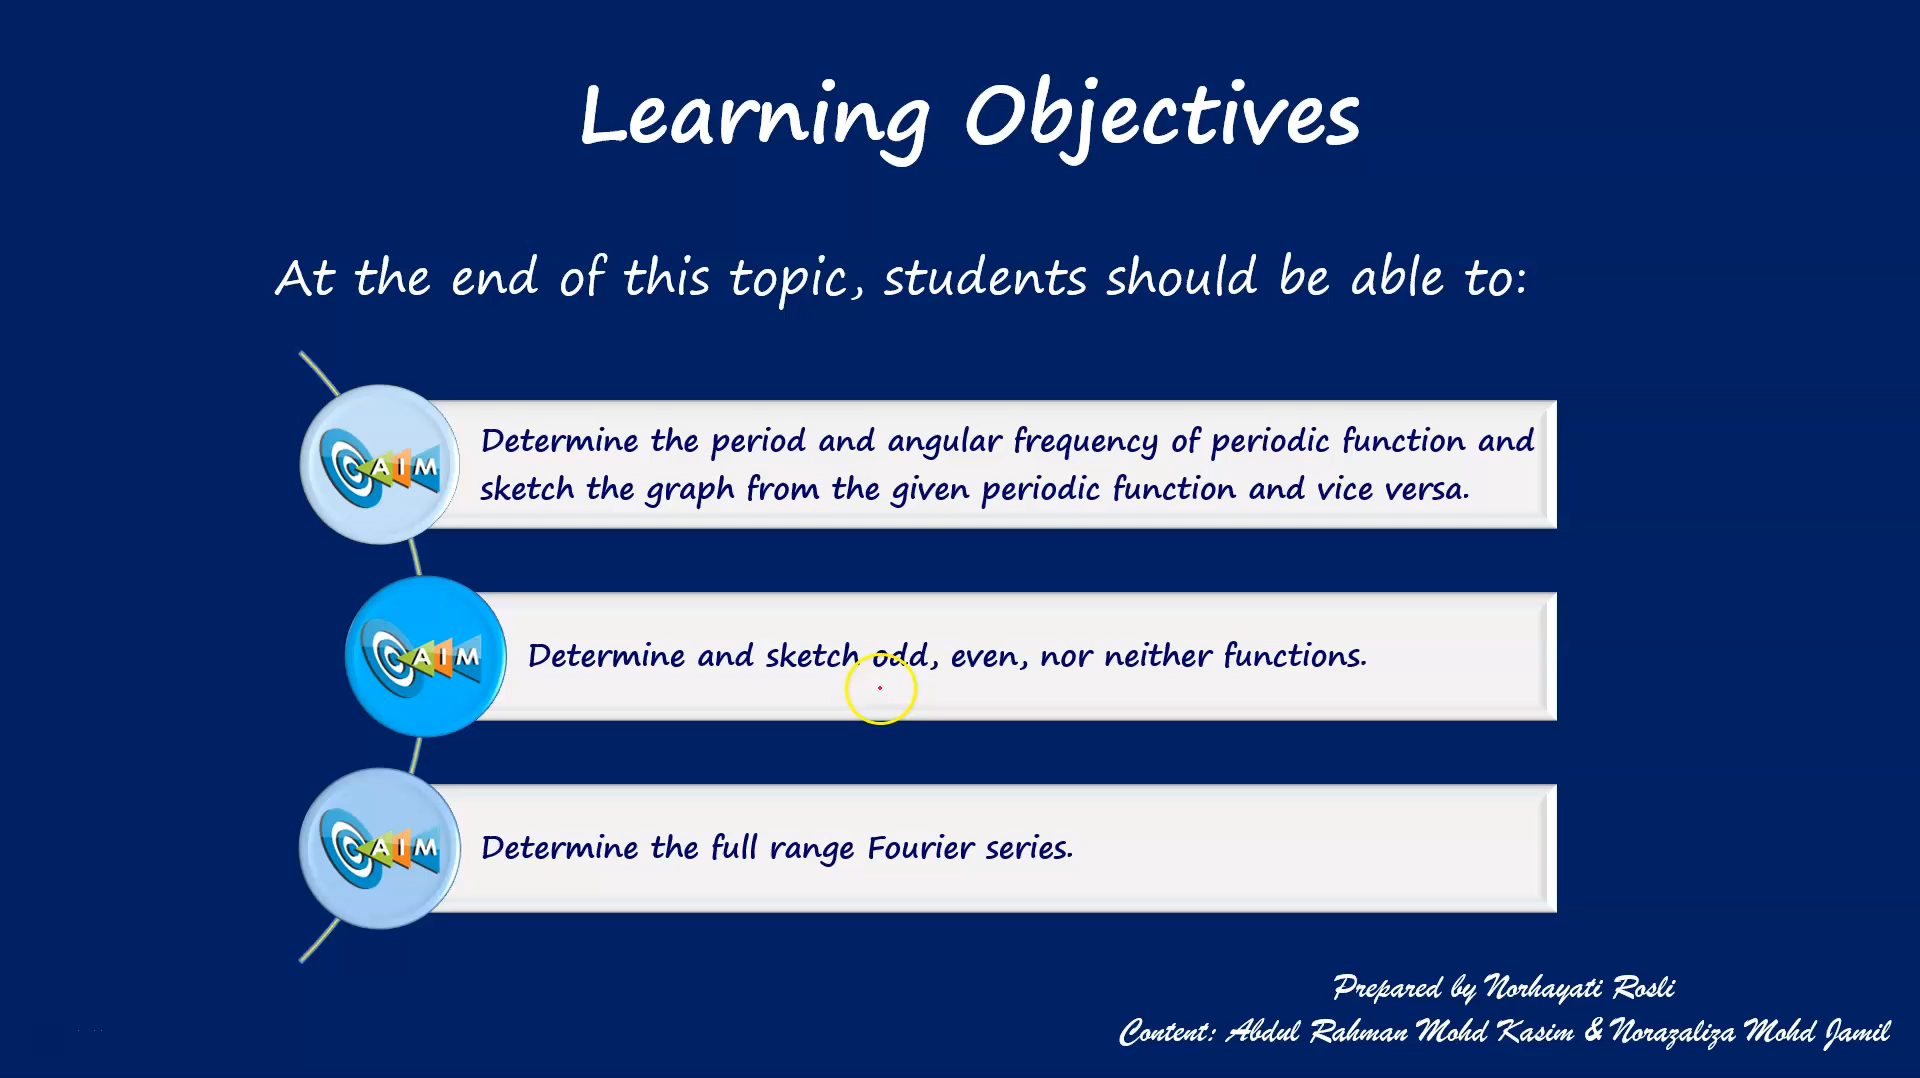 Learning Objectives
At the end of this topic, students should be able to:
AIM
Determine the period and angular frequency of periodic function and
sketch the graph from the given periodic function and vice versa.
AIM
Determine and sketch odd, even, nor neither functions.
AIM
Determine the full range Fourier series.
Prepared by Norhayati Rosli
Content: Abdul Rahman Mohd Kasim & Norazaliza Mohd Jamil